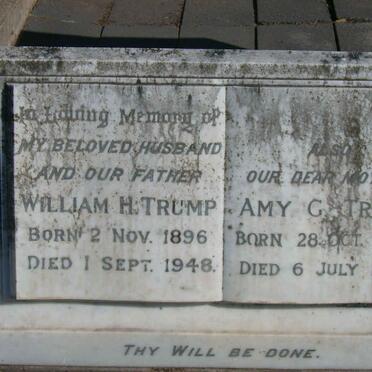 In Loving Memory of
MY BELOVED HUSBAND
AND OUR FATHER
WILLIAM H. TRUMP
BORN 2 NOV. 1896
DIED 1 SEPT. 1948.
ALSO
OUR DEAR
AMY G.
BORN 28 OCT.
DIED 6 JULY
THY WILL BE DONE.